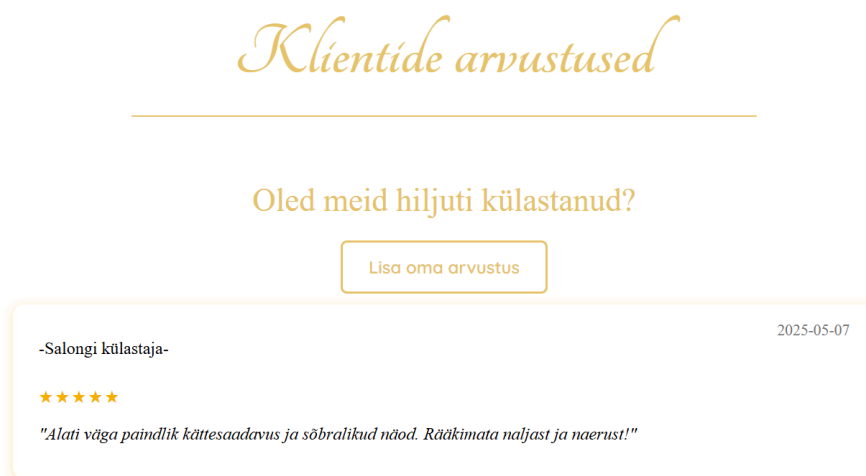 Klientide arvustused
Oled meid hiljuti külastanud?
Lisa oma arvustus
2025-05-07
-Salongi külastaja-
★★★★★
"Alati väga paindlik kättesaadavus ja sõbralikud näod. Rääkimata naljast ja naerust!"